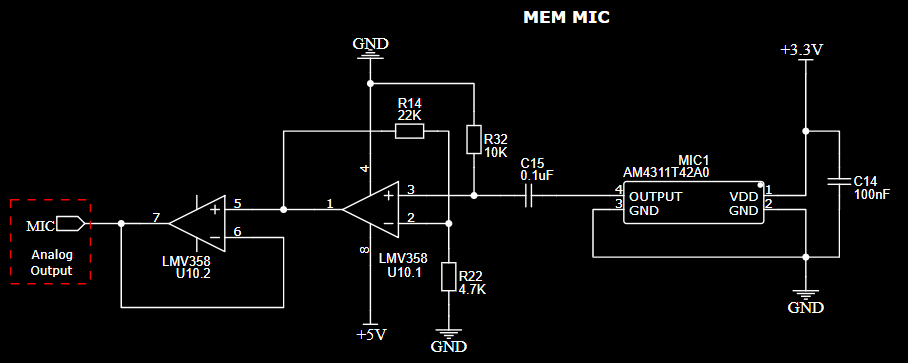 MEM MIC
GND
+3.3V
R14
22K
R32
10K
C15
0.1uF
MIC1
AM4311T42A0
4
3
OUTPUT
GND
VDD
GND
1
2
C14
100nF
4
3
2
1
8
5
6
7
MIC
Analog
Output
LMV358
U10.2
LMV358
U10.1
R22
4.7K
+5V
GND
GND